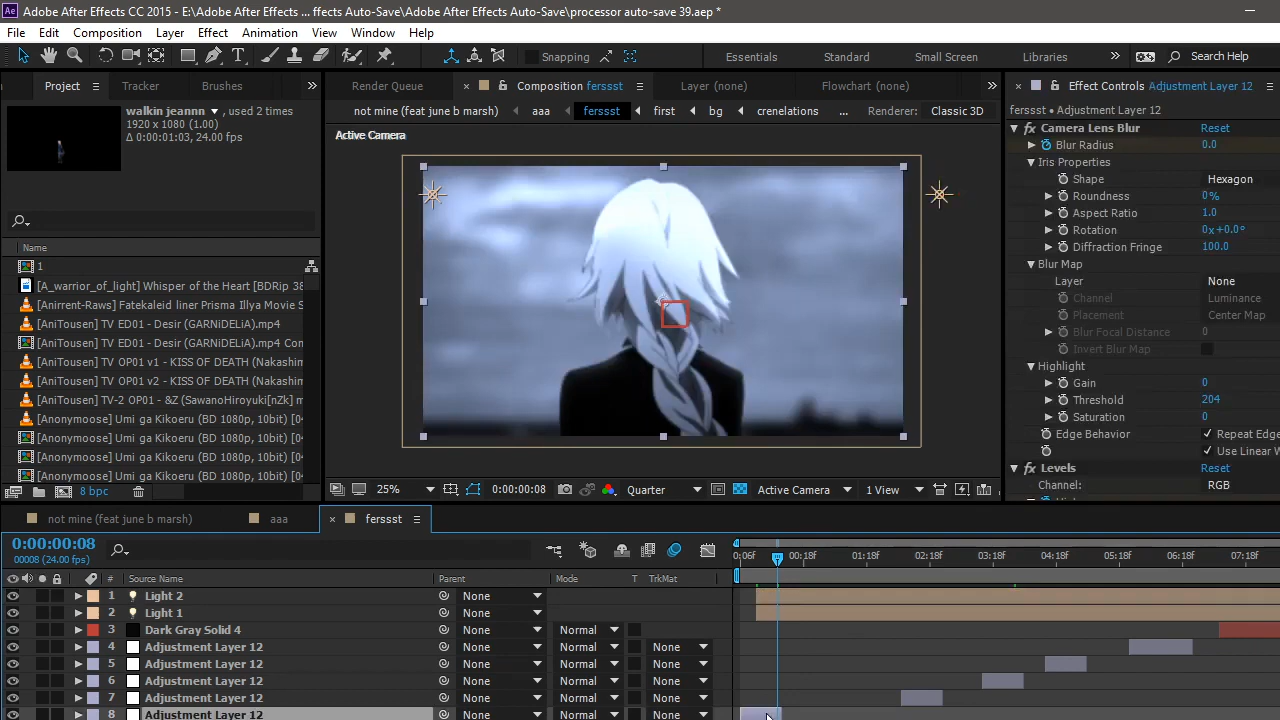 Adobe After Effects CC 2015 - E:\Adobe After Effects ... ffects Auto-Save\Adobe After Effects Auto-Save\processor auto-save 39.aep *
File Edit Composition Layer Effect Animation View Window Help
Snapping Essentials Standard Small Screen Libraries Search Help
Project Tracker Brushes
walkin jeannn , used 2 times
1920 x 1080 (1.00)
Δ 0:00:01:03, 24.00 fps
Name
1
[A_warrior_of_light] Whisper of the Heart [BDRip 38
[Anirrent-Raws] Fatekaleid liner Prisma Illya Movie S
[AniTousen] TV ED01 - Desir (GARNiDELiA).mp4
[AniTousen] TV ED01 - Desir (GARNiDELiA).mp4 Con
[AniTousen] TV OP01 v1 - KISS OF DEATH (Nakashim
[AniTousen] TV OP01 v2 - KISS OF DEATH (Nakashim
[AniTousen] TV-2 OP01 - &Z (SawanoHiroyuki[nZk] m
[Anonymoose] Umi ga Kikoeru (BD 1080p, 10bit) [04
[Anonymoose] Umi ga Kikoeru (BD 1080p, 10bit) [04
[Anonymoose] Umi ga Kikoeru (BD 1080p, 10bit) [04
[Anonymoose] Umi ga Kikoeru (BD 1080p, 10bit) [04
8 bpc
Render Queue Composition fersssst Layer (none) Flowchart (none)
not mine (feat june b marsh) aaa fersssst first bg crenelations ... Renderer: Classic 3D
Active Camera
25% 0:00:00:08 Quarter Active Camera 1 View
Effect Controls Adjustment Layer 12
fersssst • Adjustment Layer 12
fx Camera Lens Blur Reset
Blur Radius 0.0
Iris Properties
Shape Hexagon
Roundness 0%
Aspect Ratio 1.0
Rotation 0x+0.0°
Diffraction Fringe 100.0
Blur Map
Layer None
Channel Luminance
Placement Center Map
Blur Focal Distance 0
Invert Blur Map
Highlight
Gain 0
Threshold 204
Saturation 0
Edge Behavior Repeat Edge
Use Linear W
fx Levels Reset
Channel: RGB
not mine (feat june b marsh) aaa fersssst
0:00:00:08
00008 (24.00 fps)
0:06f 00:18f 01:18f 02:18f 03:18f 04:18f 05:18f 06:18f 07:18f
# Source Name Parent Mode T TrkMat
1 Light 2 None
2 Light 1 None
3 Dark Gray Solid 4 None Normal
4 Adjustment Layer 12 None Normal None
5 Adjustment Layer 12 None Normal None
6 Adjustment Layer 12 None Normal None
7 Adjustment Layer 12 None Normal None
8 Adjustment Layer 12 None Normal None